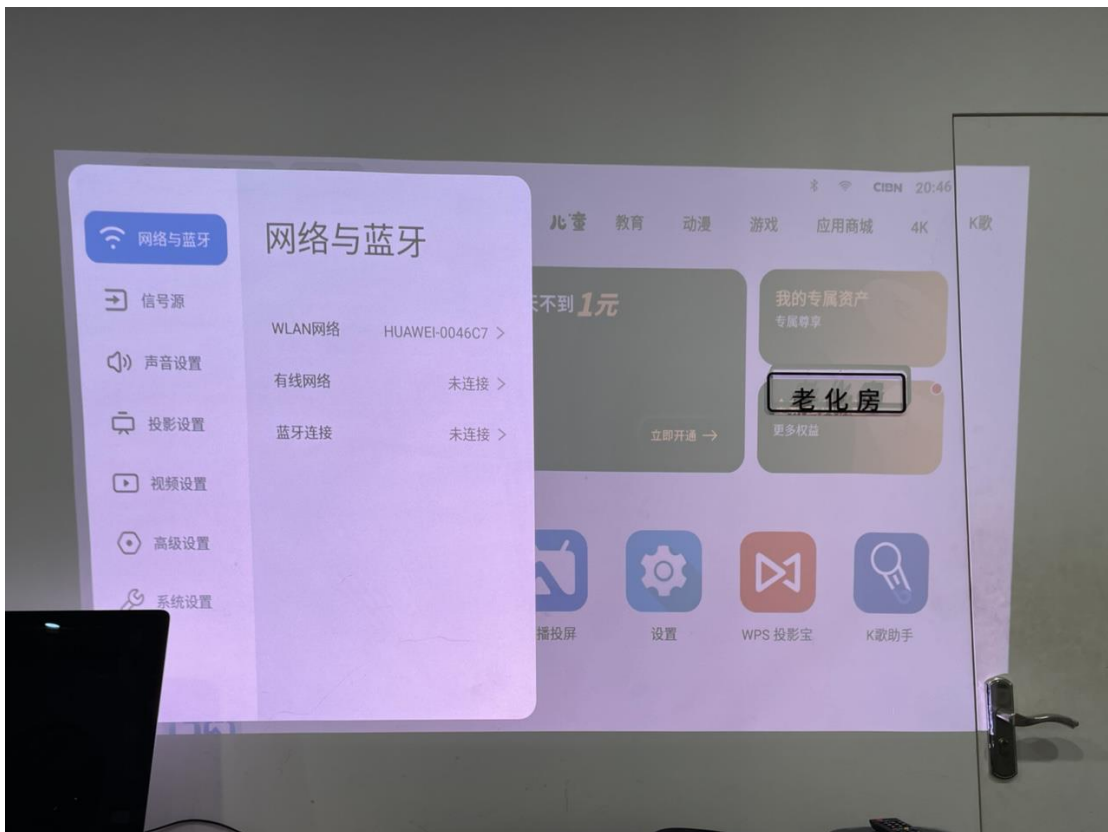 CIBN 20:46
儿童 教育 动漫 游戏 应用商城 4K K歌
网络与蓝牙
信号源
声音设置
投影设置
视频设置
高级设置
系统设置
网络与蓝牙
WLAN网络 HUAWEI-0046C7
有线网络 未连接
蓝牙连接 未连接
天不到1元
立即开通
我的专属资产
专属尊享
老化房
更多权益
播投屏
设置
WPS 投影宝
K歌助手